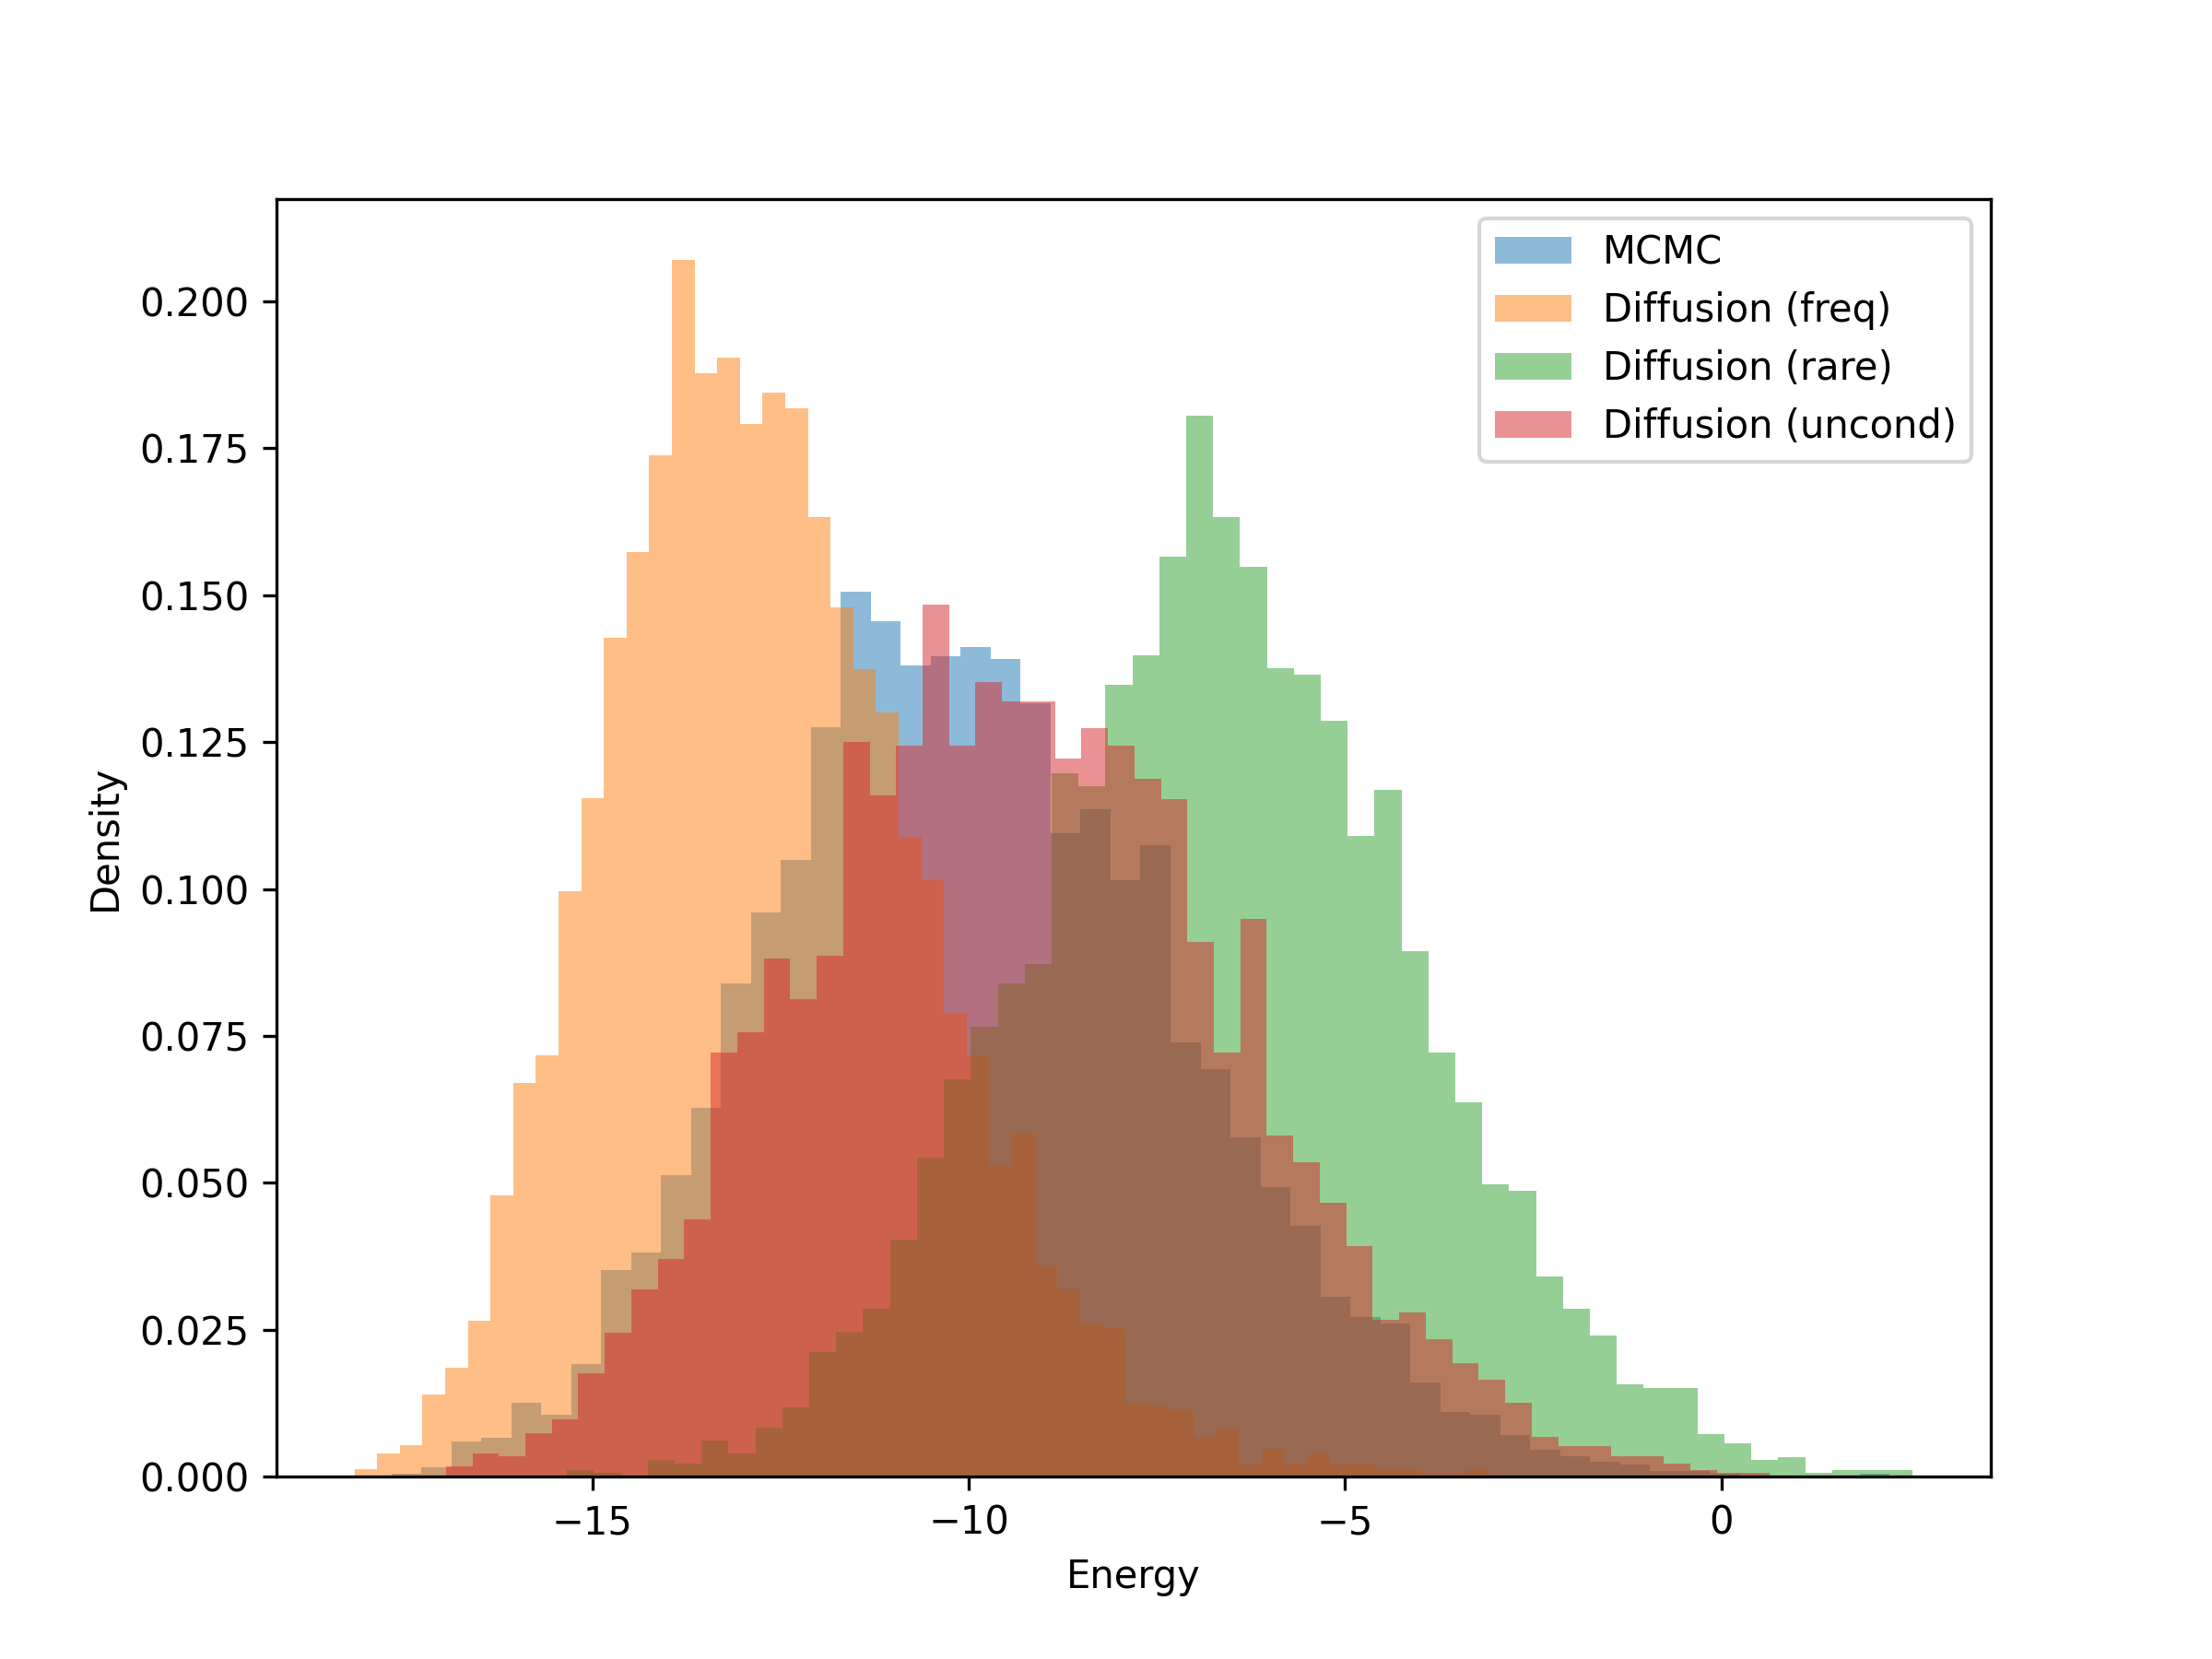 MCMC
Diffusion (freq)
Diffusion (rare)
Diffusion (uncond)
0.200
0.175
0.150
0.125
0.100
0.075
0.050
0.025
0.000
Density
−15
−10
−5
0
Energy